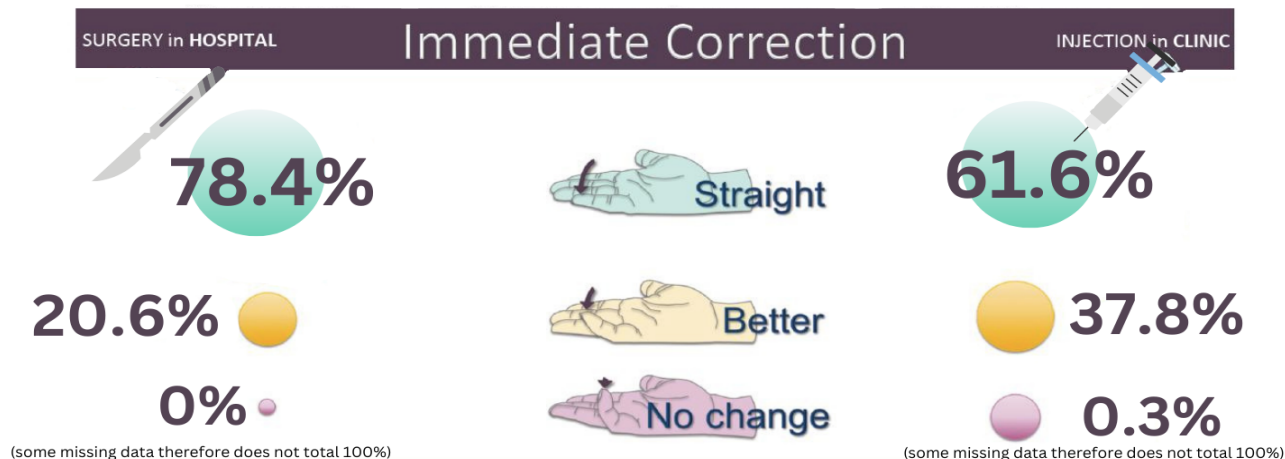 SURGERY in HOSPITAL
Immediate Correction
INJECTION in CLINIC
78.4%
Straight
61.6%
20.6%
Better
37.8%
0%
No change
0.3%
(some missing data therefore does not total 100%)
(some missing data therefore does not total 100%)